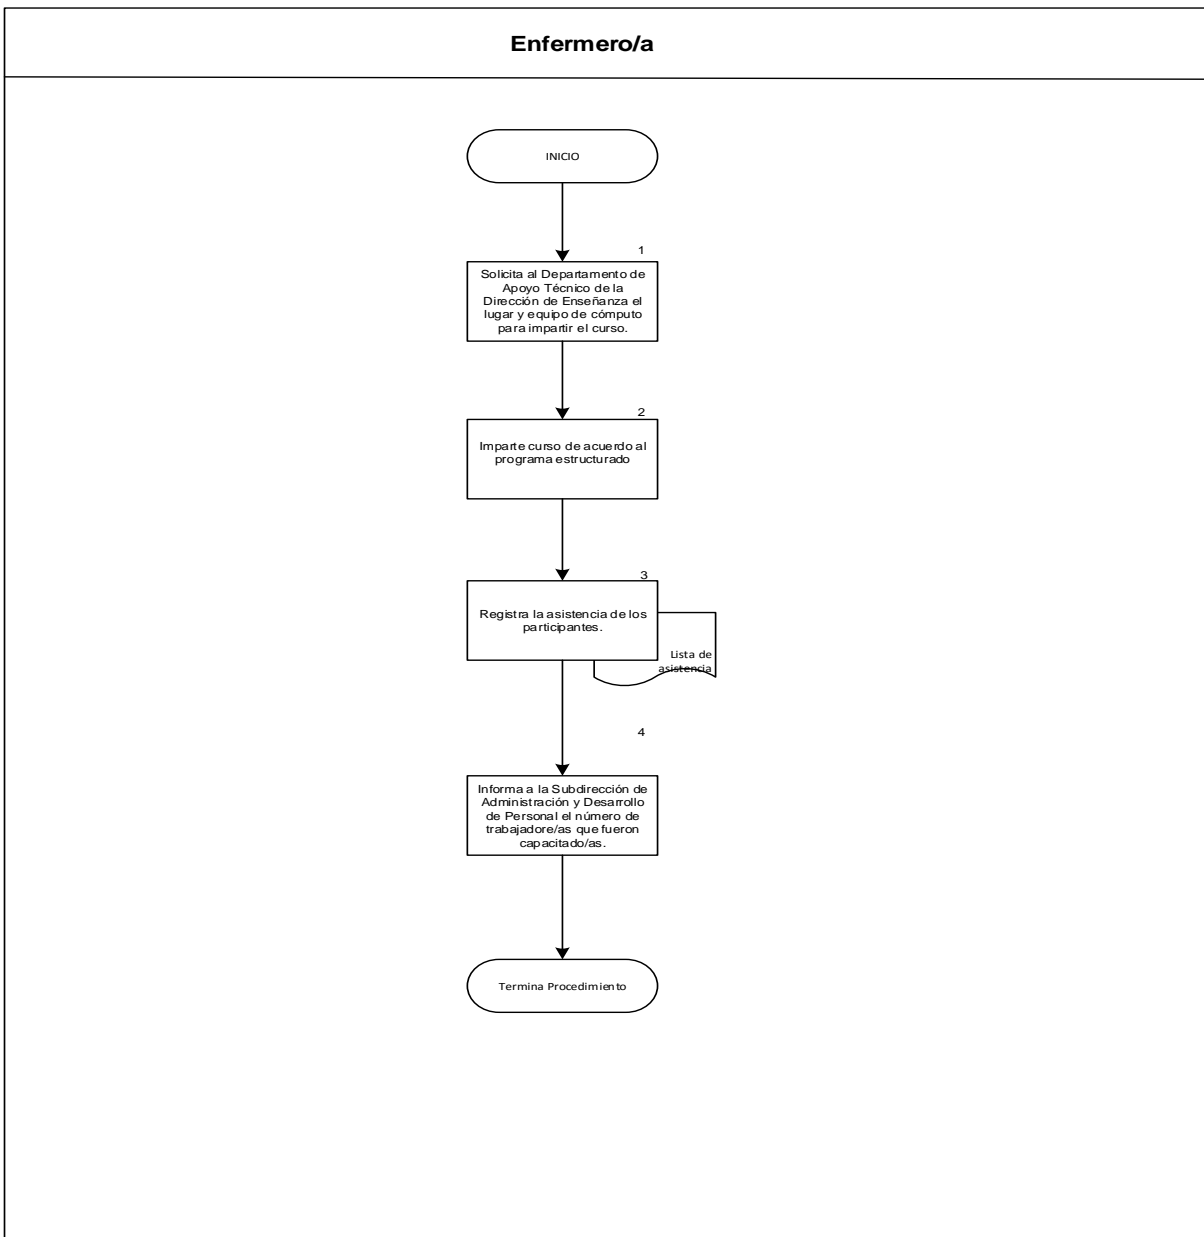 Enfermero/a
INICIO
1
Solicita al Departamento de
Apoyo Técnico de la
Dirección de Enseñanza el
lugar y equipo de cómputo
para impartir el curso.
2
Imparte curso de acuerdo al
programa estructurado
3
Registra la asistencia de los
participantes.
Lista de
asistencia
4
Informa a la Subdirección de
Administración y Desarrollo
de Personal el número de
trabajadore/as que fueron
capacitado/as.
Termina Procedimiento